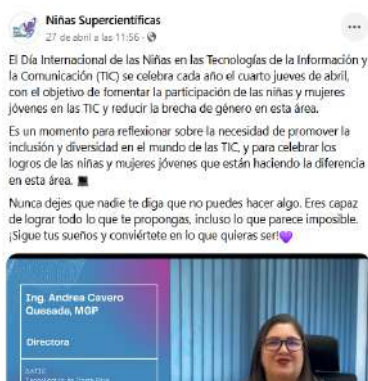 Niñas Supercientíficas
27 de abril a las 11:56 ·
El Día Internacional de las Niñas en las Tecnologías de la Información y
la Comunicación (TIC) se celebra cada año el cuarto jueves de abril,
con el objetivo de fomentar la participación de las niñas y mujeres
jóvenes en las TIC y reducir la brecha de género en esta área.
Es un momento para reflexionar sobre la necesidad de promover la
inclusión y diversidad en el mundo de las TIC, y para celebrar los
logros de las niñas y mujeres jóvenes que están haciendo la diferencia
en esta área.
Nunca dejes que nadie te diga que no puedes hacer algo. Eres capaz
de lograr todo lo que te propongas, incluso lo que parece imposible.
¡Sigue tus sueños y conviértete en lo que quieras ser!
Ing. Andrea Cavero
Quesada, MGP
Directora